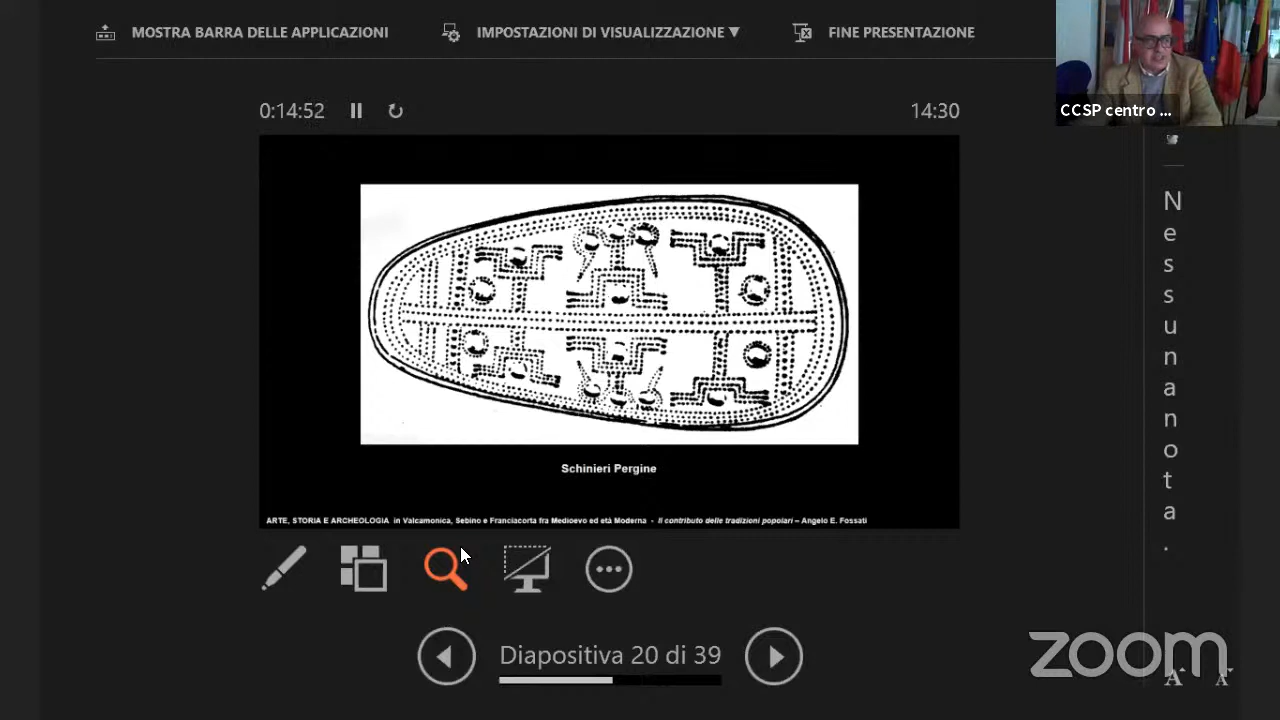 MOSTRA BARRA DELLE APPLICAZIONI
IMPOSTAZIONI DI VISUALIZZAZIONE ▼
FINE PRESENTAZIONE
CCSP centro ...
0:14:52
14:30
Nessuna nota.
Schinieri Pergine
ARTE, STORIA E ARCHEOLOGIA in Valcamonica, Sebino e Franciacorta fra Medioevo ed età Moderna - Il contributo delle tradizioni popolari – Angelo E. Fossati
Diapositiva 20 di 39
zoom
A A